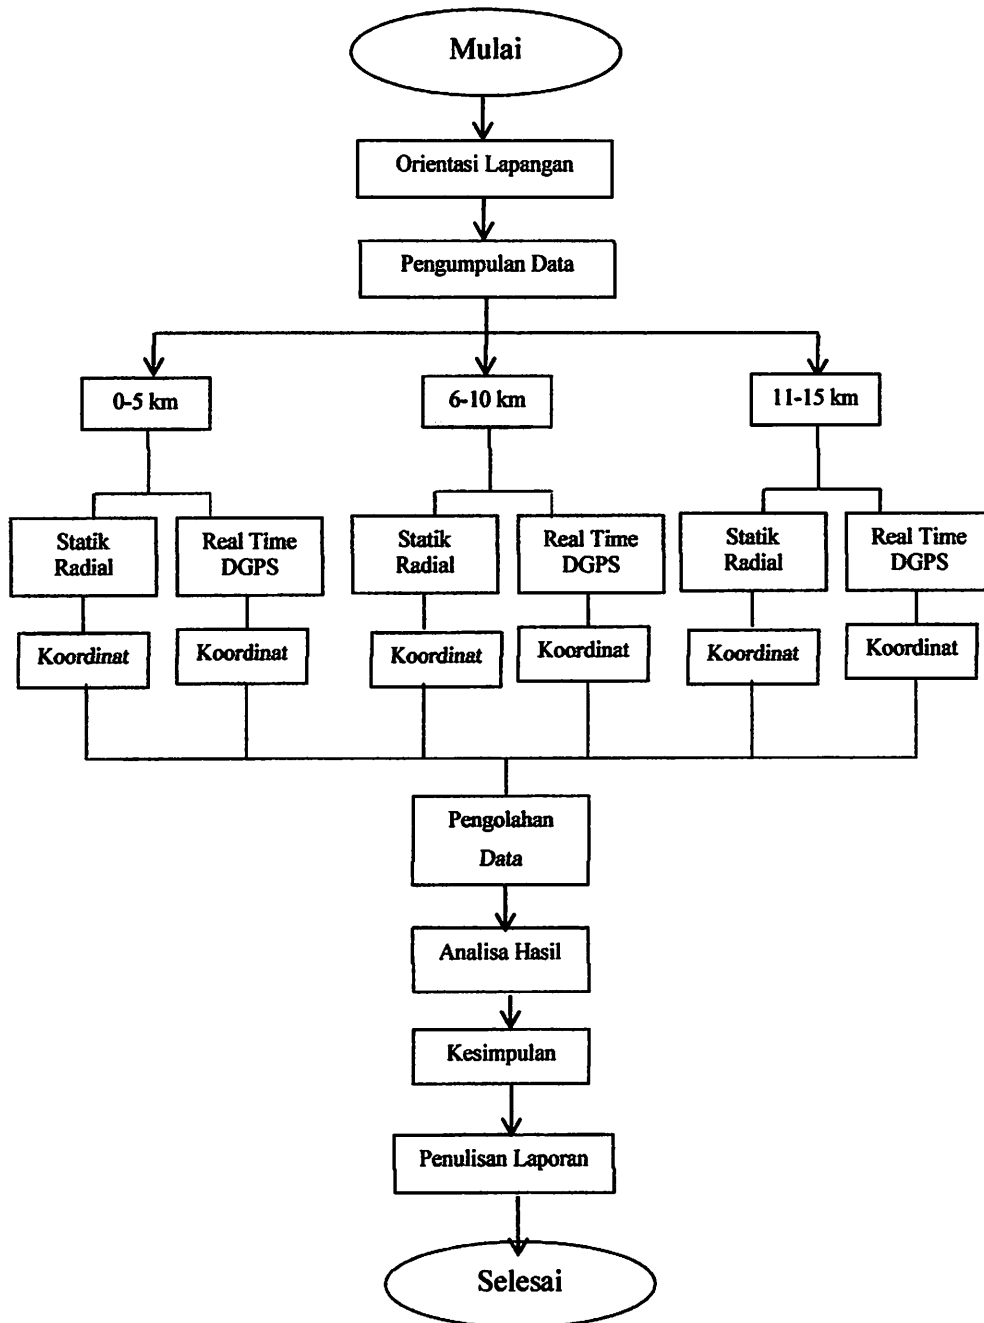 Mulai
Orientasi Lapangan
Pengumpulan Data
0-5 km
6-10 km
11-15 km
Statik
Radial
Real Time
DGPS
Statik
Radial
Real Time
DGPS
Statik
Radial
Real Time
DGPS
Koordinat
Koordinat
Koordinat
Koordinat
Koordinat
Koordinat
Pengolahan
Data
Analisa Hasil
Kesimpulan
Penulisan Laporan
Selesai